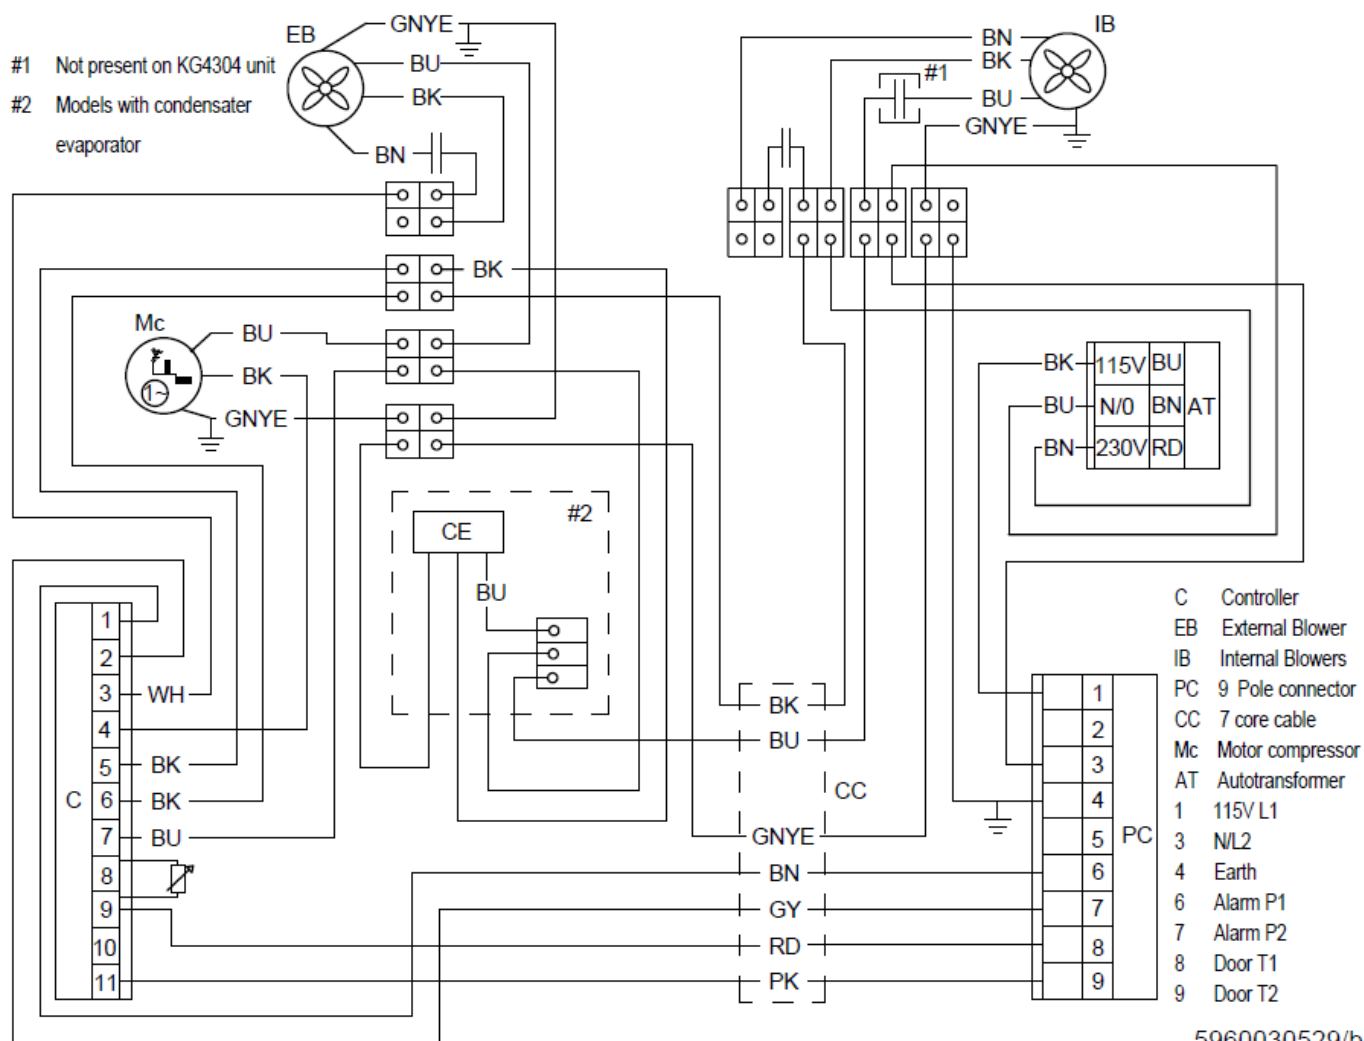 EB
GNYE
IB
BN
BK
#1 Not present on KG4304 unit
BU
#1
#2 Models with condensater
evaporator
BK
BU
GNYE
BN
BK
Mc
BU
BK
1~
GNYE
BK 115V BU
BU N/0 BN AT
BN 230V RD
#2
CE
BU
C Controller
EB External Blower
IB Internal Blowers
PC 9 Pole connector
CC 7 core cable
Mc Motor compressor
AT Autotransformer
1 115V L1
3 N/L2
4 Earth
6 Alarm P1
7 Alarm P2
8 Door T1
9 Door T2
C
1
2
3 WH
4
5 BK
6 BK
7 BU
8
9
10
11
BK
BU
CC
GNYE
BN
GY
RD
PK
PC
1
2
3
4
5
6
7
8
9
5960030529/b